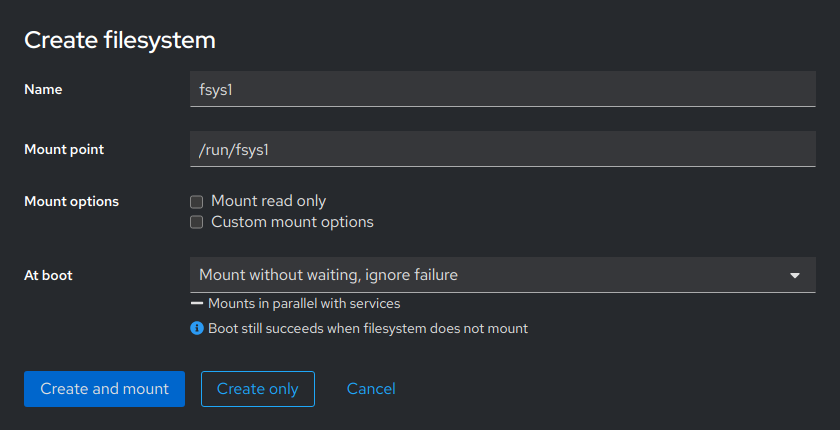 Create filesystem
Name
fsys1
Mount point
/run/fsys1
Mount options
Mount read only
Custom mount options
At boot
Mount without waiting, ignore failure
Mounts in parallel with services
Boot still succeeds when filesystem does not mount
Create and mount
Create only
Cancel